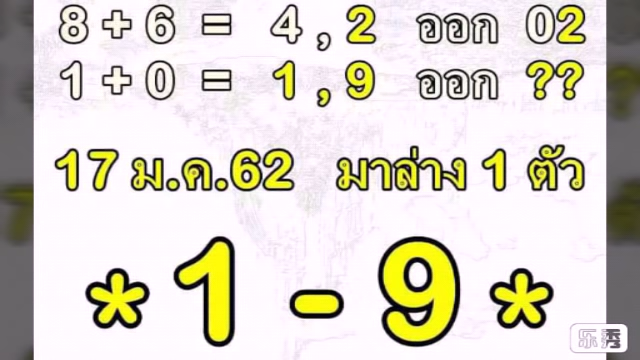 8 + 6 = 4 , 2 ออก 02
1 + 0 = 1 , 9 ออก ??
17 ม.ค.62 มาล่าง 1 ตัว
* 1 - 9 *
乐秀